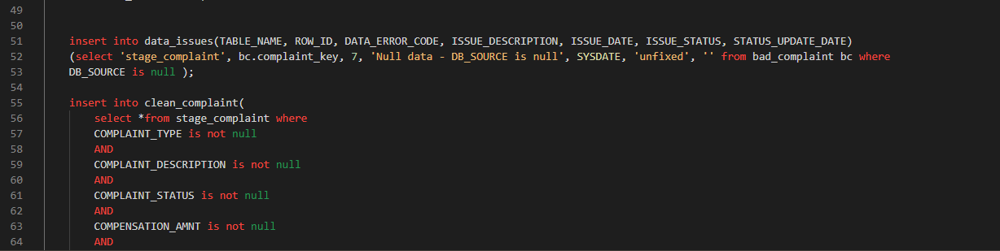 49
50
51 insert into data_issues(TABLE_NAME, ROW_ID, DATA_ERROR_CODE, ISSUE_DESCRIPTION, ISSUE_DATE, ISSUE_STATUS, STATUS_UPDATE_DATE)
52 (select 'stage_complaint', bc.complaint_key, 7, 'Null data - DB_SOURCE is null', SYSDATE, 'unfixed', '' from bad_complaint bc where
53 DB_SOURCE is null );
54
55 insert into clean_complaint(
56 select *from stage_complaint where
57 COMPLAINT_TYPE is not null
58 AND
59 COMPLAINT_DESCRIPTION is not null
60 AND
61 COMPLAINT_STATUS is not null
62 AND
63 COMPENSATION_AMNT is not null
64 AND